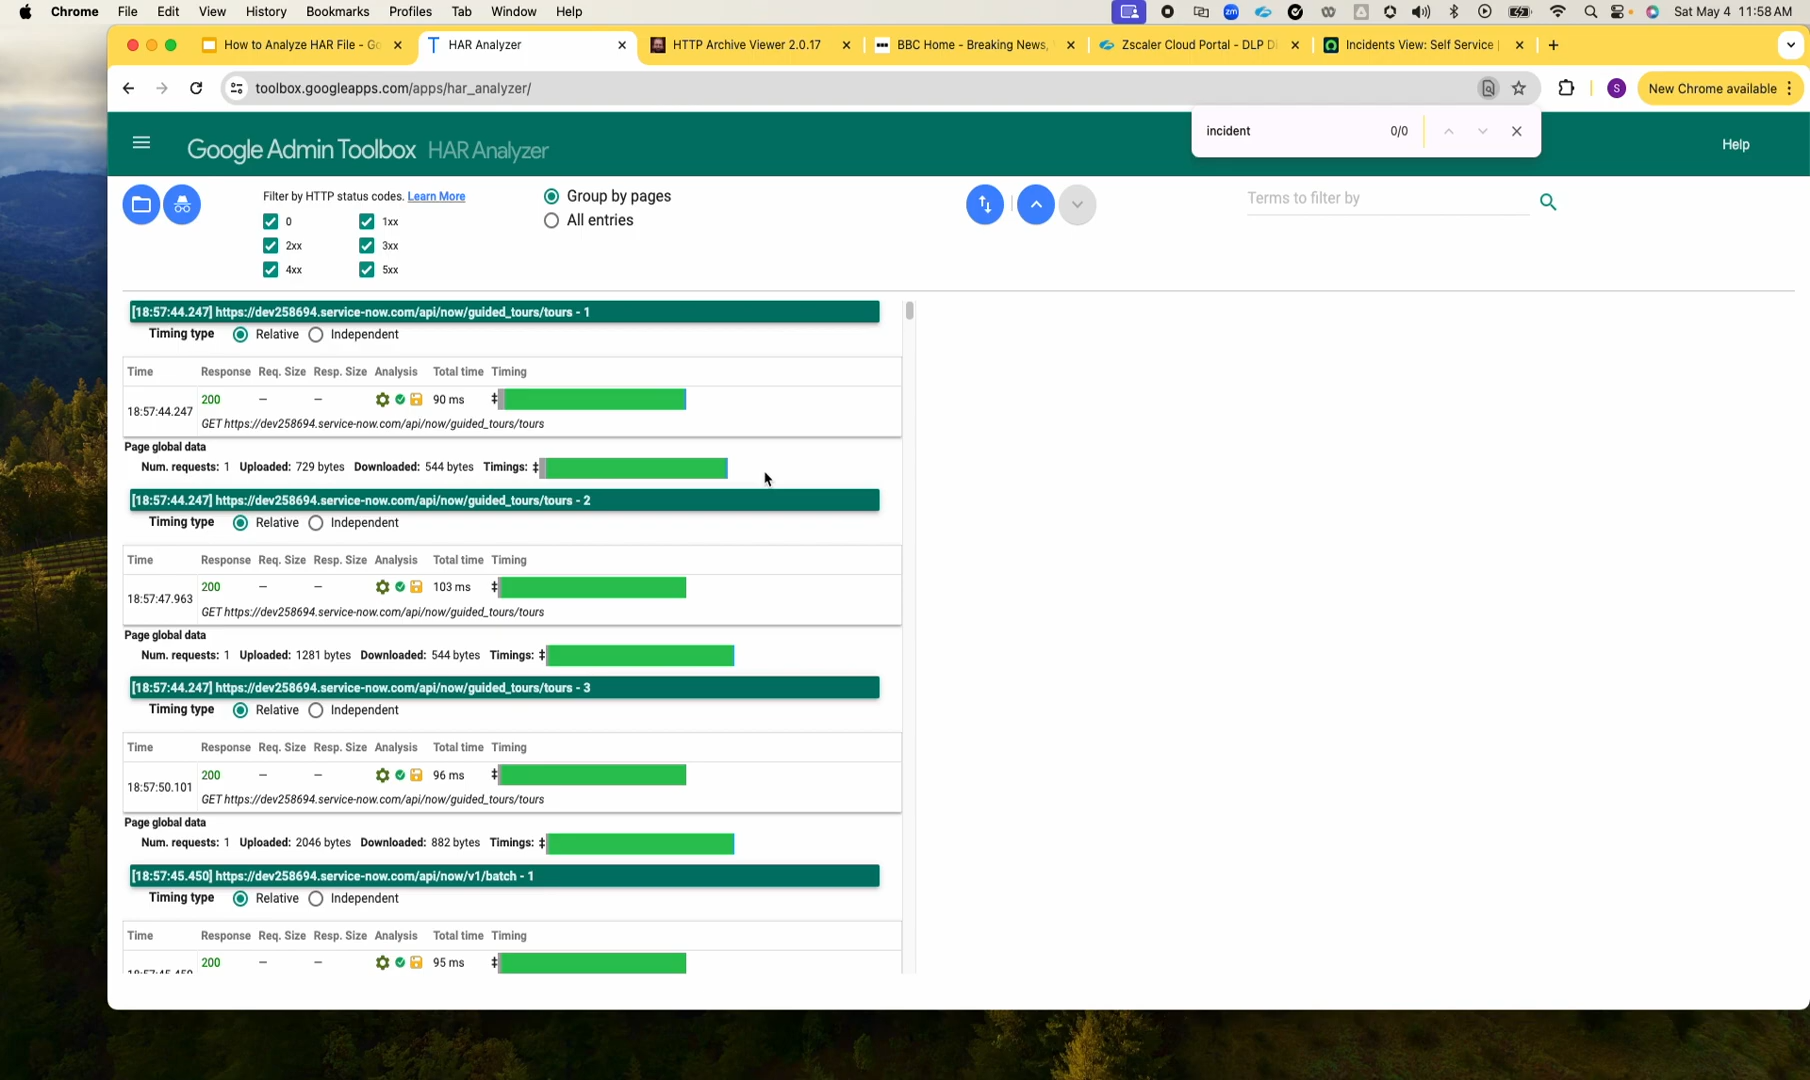 Chrome File Edit View History Bookmarks Profiles Tab Window Help zm Sat May 4 11:58 AM
How to Analyze HAR File - Go HAR Analyzer HTTP Archive Viewer 2.0.17 BBC Home - Breaking News, Zscaler Cloud Portal - DLP Di Incidents View: Self Service |
toolbox.googleapps.com/apps/har_analyzer/ S New Chrome available
incident 0/0
Google Admin Toolbox HAR Analyzer Help
Filter by HTTP status codes. Learn More
Group by pages
Terms to filter by
0 1xx
All entries
2xx 3xx
4xx 5xx
[18:57:44.247] https://dev258694.service-now.com/api/now/guided_tours/tours - 1
Timing type Relative Independent
Time Response Req. Size Resp. Size Analysis Total time Timing
200 — — 90 ms ‡
18:57:44.247
GET https://dev258694.service-now.com/api/now/guided_tours/tours
Page global data
Num. requests: 1 Uploaded: 729 bytes Downloaded: 544 bytes Timings: ‡
[18:57:44.247] https://dev258694.service-now.com/api/now/guided_tours/tours - 2
Timing type Relative Independent
Time Response Req. Size Resp. Size Analysis Total time Timing
200 — — 103 ms ‡
18:57:47.963
GET https://dev258694.service-now.com/api/now/guided_tours/tours
Page global data
Num. requests: 1 Uploaded: 1281 bytes Downloaded: 544 bytes Timings: ‡
[18:57:44.247] https://dev258694.service-now.com/api/now/guided_tours/tours - 3
Timing type Relative Independent
Time Response Req. Size Resp. Size Analysis Total time Timing
200 — — 96 ms ‡
18:57:50.101
GET https://dev258694.service-now.com/api/now/guided_tours/tours
Page global data
Num. requests: 1 Uploaded: 2046 bytes Downloaded: 882 bytes Timings: ‡
[18:57:45.450] https://dev258694.service-now.com/api/now/v1/batch - 1
Timing type Relative Independent
Time Response Req. Size Resp. Size Analysis Total time Timing
200 — — 95 ms ‡